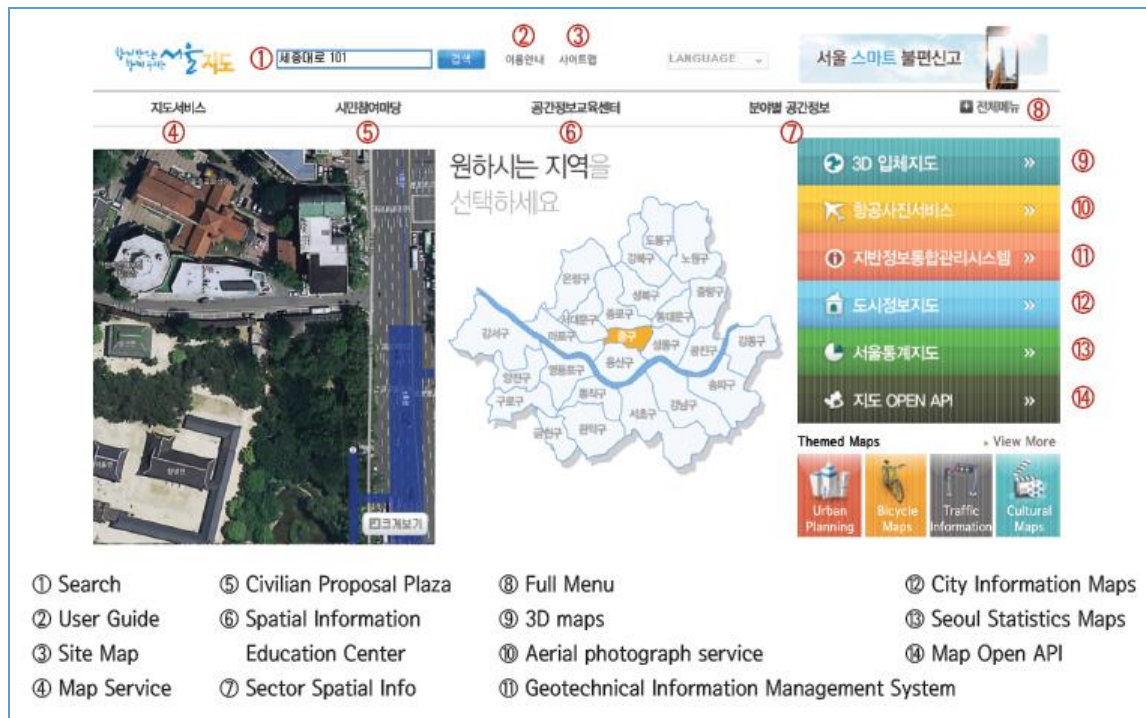 함께 만드는 서울 지도
함께 누리는
① 세종대로 101 검색
② 이용안내
③ 사이트맵
LANGUAGE
서울 스마트 불편신고
지도서비스 시민참여마당 공간정보교육센터 분야별 공간정보 전체메뉴 ⑧
④ ⑤ ⑥ ⑦
원하시는 지역을
선택하세요
도봉구
강북구 노원구
은평구
성북구 중랑구
서대문구 종로구 동대문구
강서구 마포구 중구 성동구 광진구 강동구
용산구
양천구 영등포구 송파구
구로구 동작구 서초구 강남구
금천구 관악구
크게보기
3D 입체지도 » ⑨
항공사진서비스 » ⑩
지반정보통합관리시스템 » ⑪
도시정보지도 » ⑫
서울통계지도 » ⑬
지도 OPEN API » ⑭
Themed Maps View More
Urban Planning
Bicycle Maps
Traffic Information
Cultural Maps
① Search
② User Guide
③ Site Map
④ Map Service
⑤ Civilian Proposal Plaza
⑥ Spatial Information
Education Center
⑦ Sector Spatial Info
⑧ Full Menu
⑨ 3D maps
⑩ Aerial photograph service
⑪ Geotechnical Information Management System
⑫ City Information Maps
⑬ Seoul Statistics Maps
⑭ Map Open API